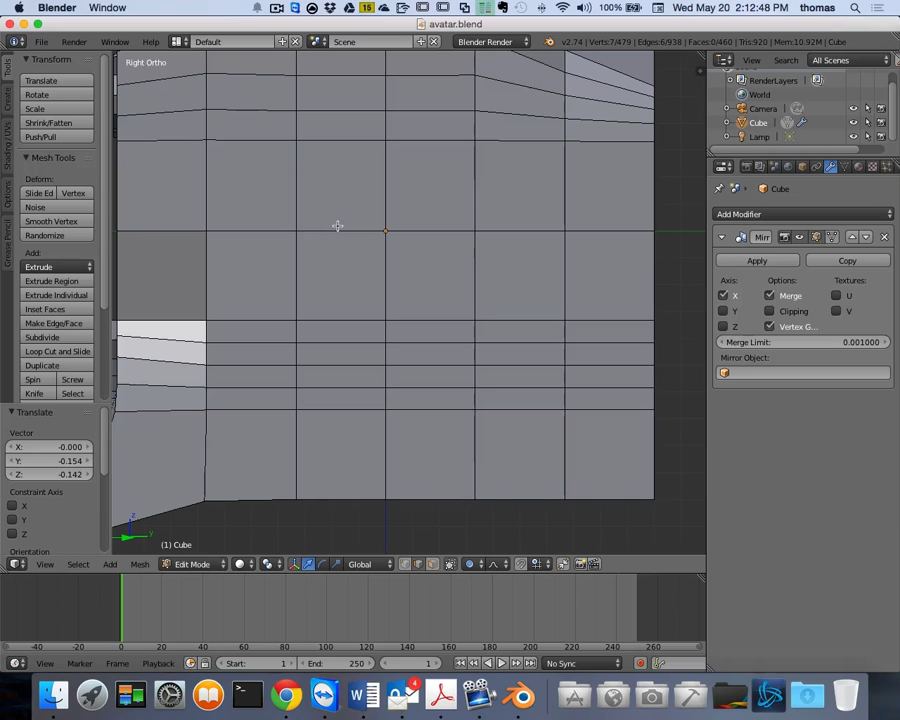 Blender Window 15 100% Wed May 20 2:12:48 PM thomas
avatar.blend
File Render Window Help Default Scene Blender Render v2.74 | Verts:7/479 | Edges:6/938 | Faces:0/460 | Tris:920 | Mem:10.92M | Cube
Right Ortho
View Search All Scenes
RenderLayers
World
Camera
Cube
Lamp
Cube
Add Modifier
Mirr
Apply Copy
Axis: Options: Textures:
X Merge U
Y Clipping V
Z Vertex G...
Merge Limit: 0.001000
Mirror Object:
Tools
Create
Shading / UVs
Options
Grease Pencil
Transform
Translate
Rotate
Scale
Shrink/Fatten
Push/Pull
Mesh Tools
Deform:
Slide Ed Vertex
Noise
Smooth Vertex
Randomize
Add:
Extrude
Extrude Region
Extrude Individual
Inset Faces
Make Edge/Face
Subdivide
Loop Cut and Slide
Duplicate
Spin Screw
Knife Select
Translate
Vector
X: -0.000
Y: -0.154
Z: -0.142
Constraint Axis
X
Y
Z
Orientation
z
y
(1) Cube
View Select Add Mesh Edit Mode Global
-40 -20 0 20 40 60 80 100 120 140 160 180 200 220 240 260
View Marker Frame Playback Start: 1 End: 250 1 No Sync
4
W